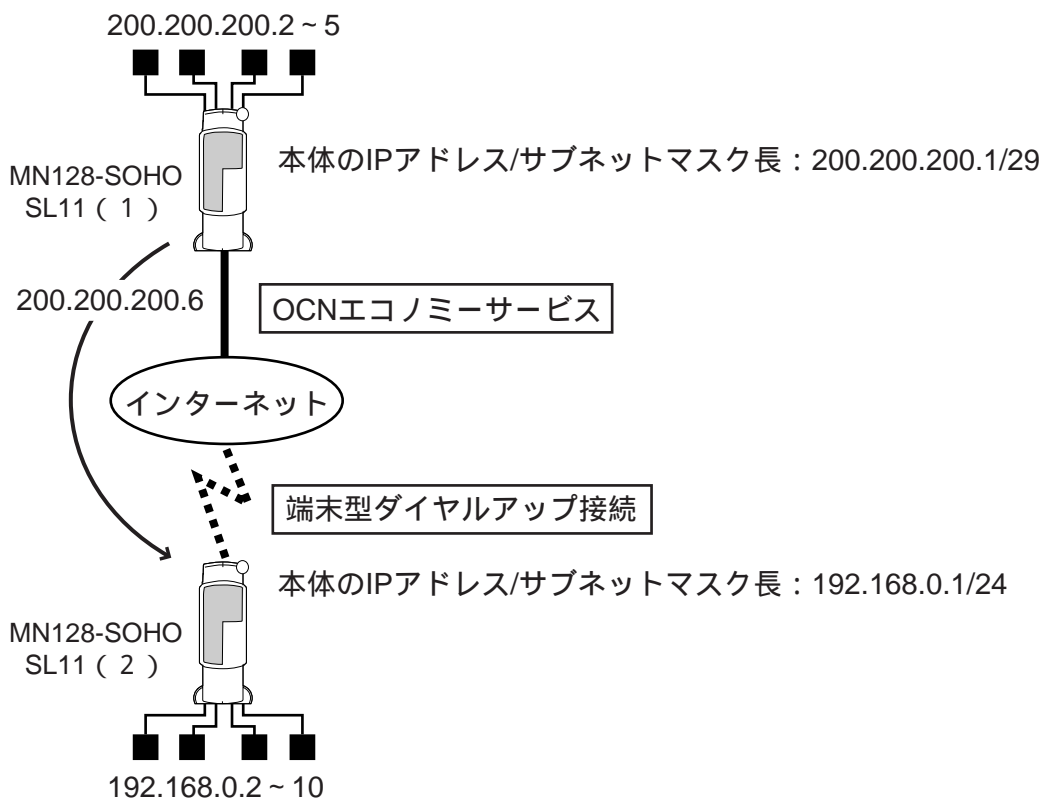 200.200.200.2 ~ 5
本体のIPアドレス/サブネットマスク長：200.200.200.1/29
MN128-SOHO
SL11（1）
200.200.200.6
OCNエコノミーサービス
インターネット
端末型ダイヤルアップ接続
本体のIPアドレス/サブネットマスク長：192.168.0.1/24
MN128-SOHO
SL11（2）
192.168.0.2 ~ 10